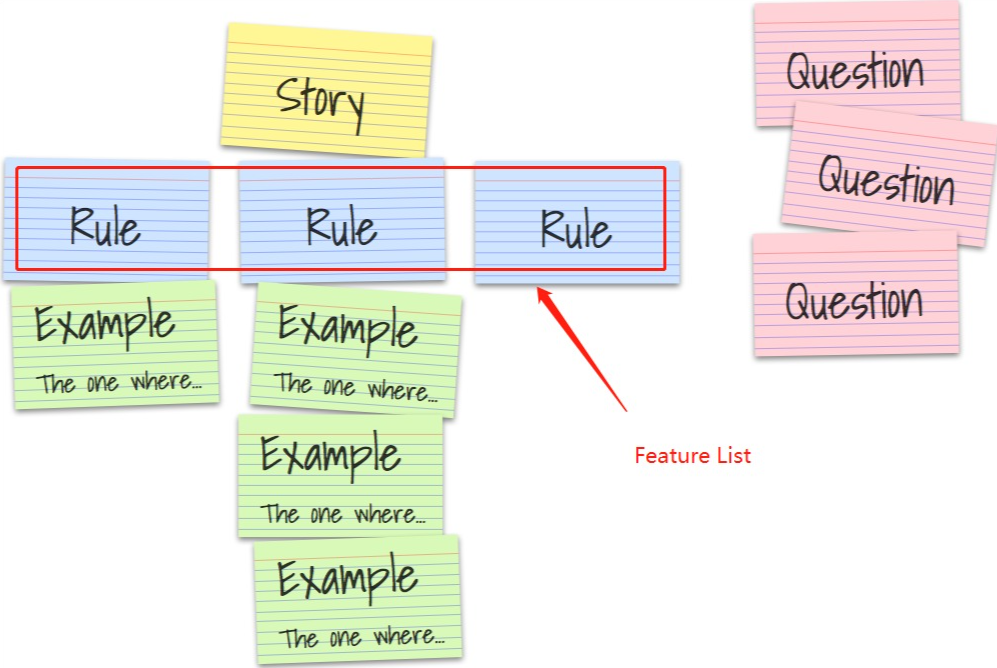 Story
Question
Question
Question
Rule
Rule
Rule
Example
The one where...
Example
The one where...
Example
The one where...
Example
The one where...
Feature List